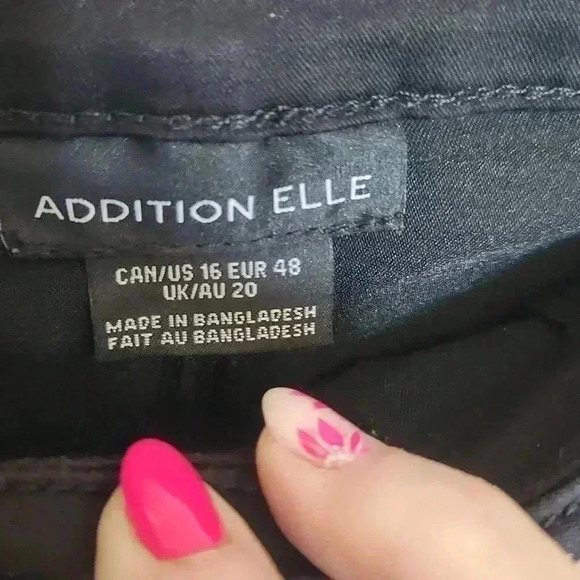 ADDITION ELLE
CAN/US 16 EUR 48
UK/AU 20
MADE IN BANGLADESH
FAIT AU BANGLADESH